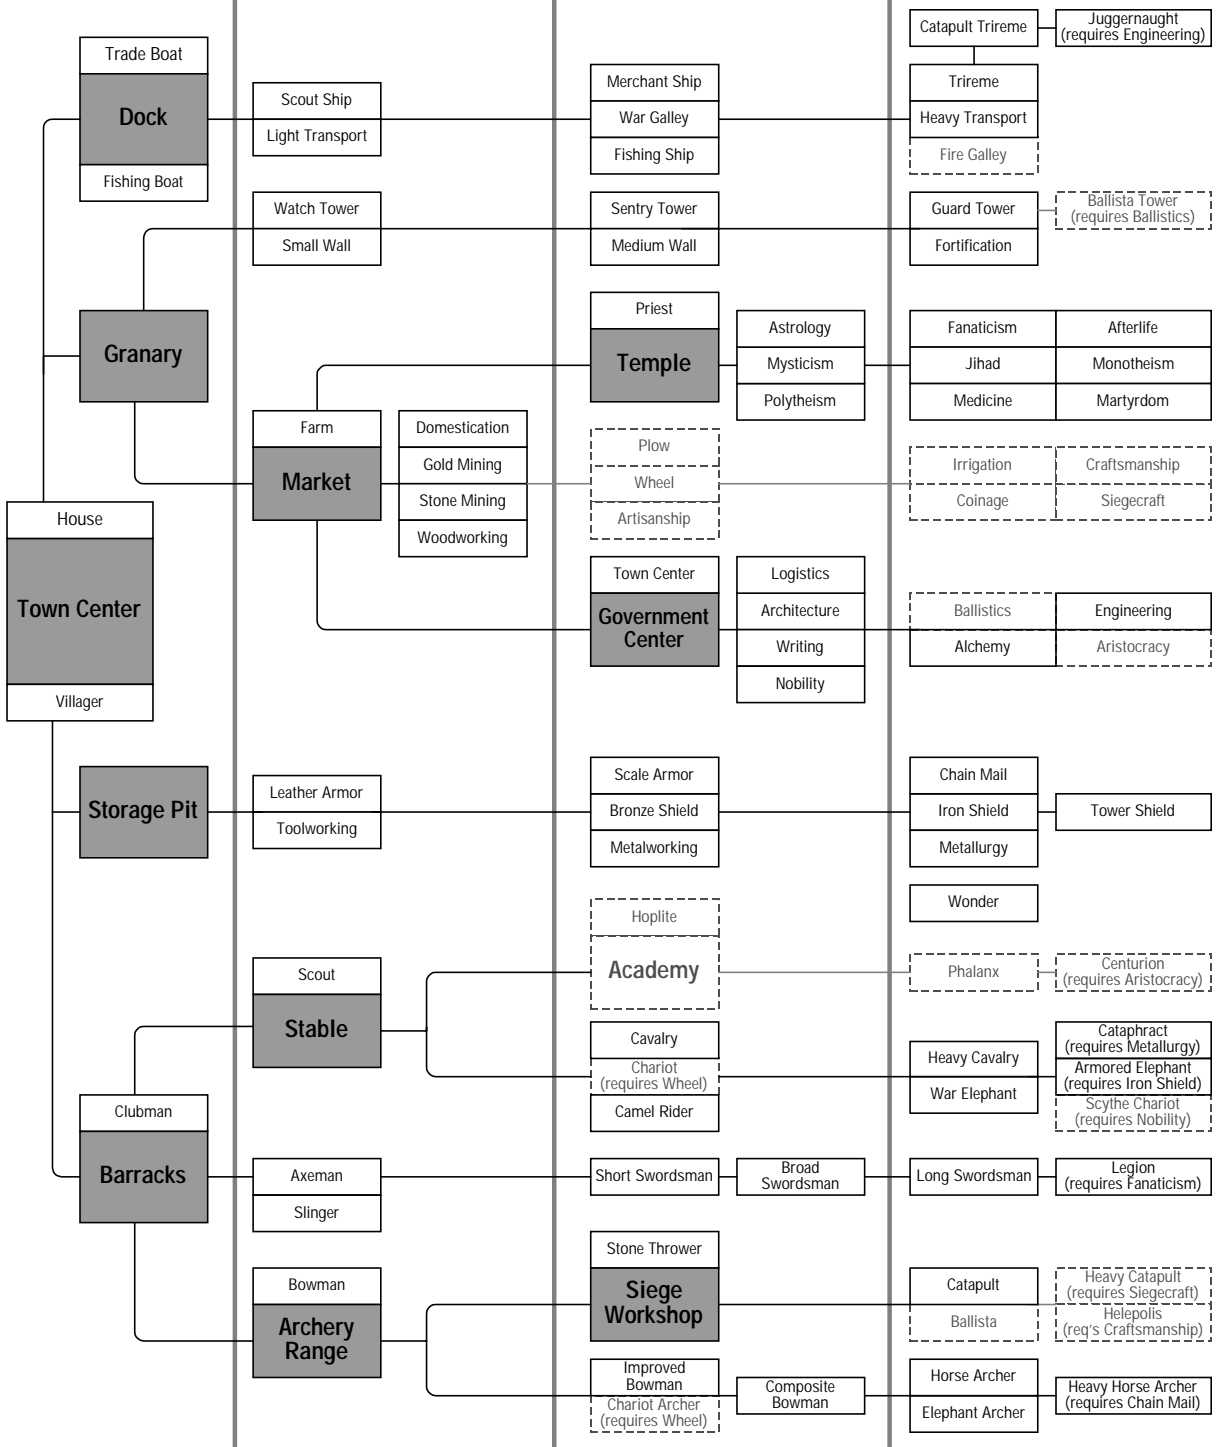 Catapult Trireme
Juggernaught
(requires Engineering)
Trade Boat
Dock
Fishing Boat
Scout Ship
Light Transport
Merchant Ship
War Galley
Fishing Ship
Trireme
Heavy Transport
Fire Galley
Watch Tower
Small Wall
Sentry Tower
Medium Wall
Guard Tower
Fortification
Ballista Tower
(requires Ballistics)
Granary
Priest
Temple
Astrology
Mysticism
Polytheism
Fanaticism
Afterlife
Jihad
Monotheism
Medicine
Martyrdom
Farm
Market
Domestication
Gold Mining
Stone Mining
Woodworking
Plow
Wheel
Artisanship
Irrigation
Craftsmanship
Coinage
Siegecraft
House
Town Center
Villager
Town Center
Government
Center
Logistics
Architecture
Writing
Nobility
Ballistics
Engineering
Alchemy
Aristocracy
Storage Pit
Leather Armor
Toolworking
Scale Armor
Bronze Shield
Metalworking
Chain Mail
Iron Shield
Metallurgy
Tower Shield
Wonder
Scout
Stable
Hoplite
Academy
Phalanx
Centurion
(requires Aristocracy)
Cavalry
Chariot
(requires Wheel)
Camel Rider
Heavy Cavalry
War Elephant
Cataphract
(requires Metallurgy)
Armored Elephant
(requires Iron Shield)
Scythe Chariot
(requires Nobility)
Clubman
Barracks
Axeman
Slinger
Short Swordsman
Broad
Swordsman
Long Swordsman
Legion
(requires Fanaticism)
Bowman
Archery
Range
Stone Thrower
Siege
Workshop
Catapult
Ballista
Heavy Catapult
(requires Siegecraft)
Helepolis
(req's Craftsmanship)
Improved
Bowman
Chariot Archer
(requires Wheel)
Composite
Bowman
Horse Archer
Elephant Archer
Heavy Horse Archer
(requires Chain Mail)